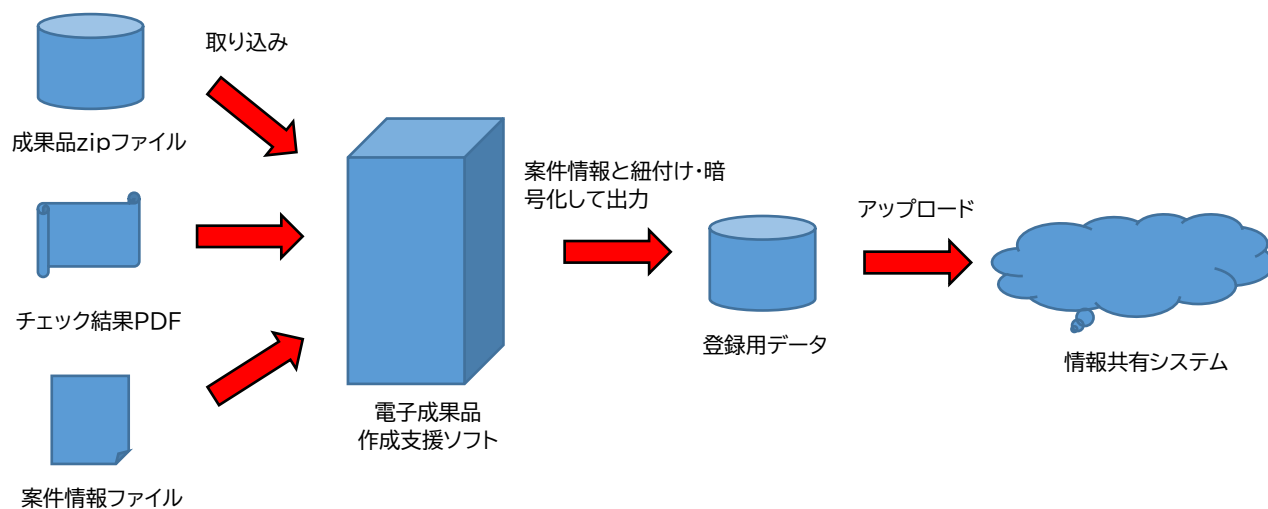 取り込み
成果品zipファイル
チェック結果PDF
案件情報ファイル
電子成果品
作成支援ソフト
案件情報と紐付け・暗
号化して出力
登録用データ
アップロード
情報共有システム